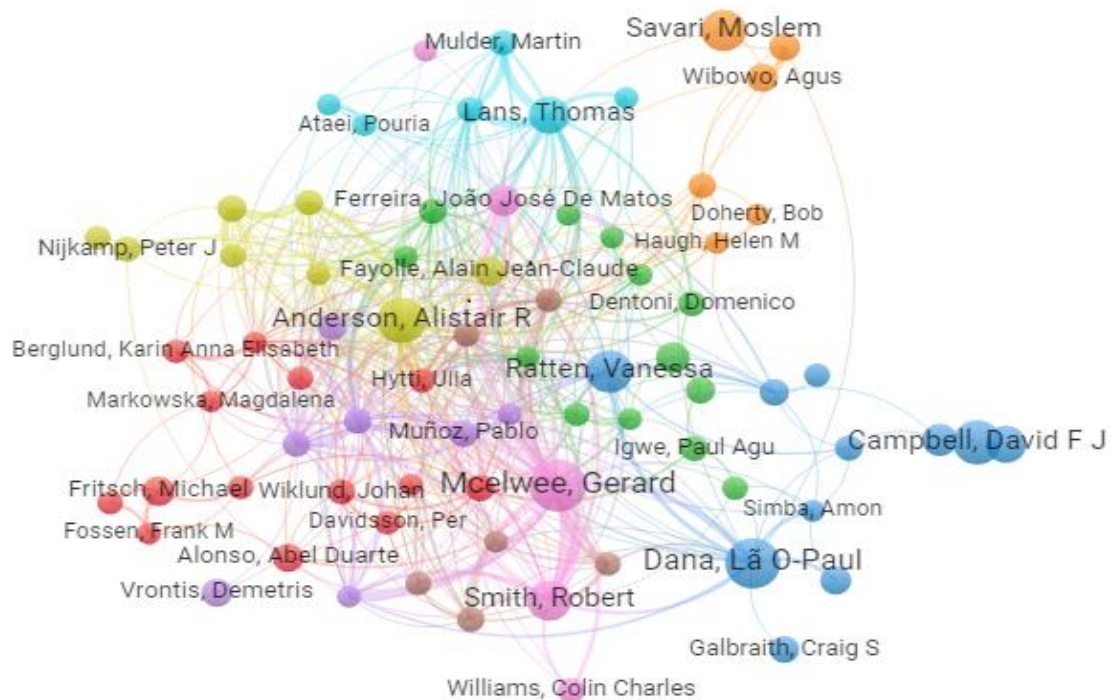 Savari, Moslem
Mulder, Martin
Wibowo, Agus
Lans, Thomas
Ataei, Pouria
Ferreira, João José De Matos
Doherty, Bob
Nijkamp, Peter J
Haugh, Helen M
Fayolle, Alain Jean-Claude
Dentoni, Domenico
Anderson, Alistair R
Berglund, Karin Anna Elisabeth
Ratten, Vanessa
Hytti, Ulla
Markowska, Magdalena
Muñoz, Pablo
Campbell, David F J
Igwe, Paul Agu
Mcelwee, Gerard
Fritsch, Michael
Wiklund, Johan
Simba, Amon
Davidsson, Per
Fossen, Frank M
Alonso, Abel Duarte
Dana, Lã O-Paul
Vrontis, Demetris
Smith, Robert
Galbraith, Craig S
Williams, Colin Charles